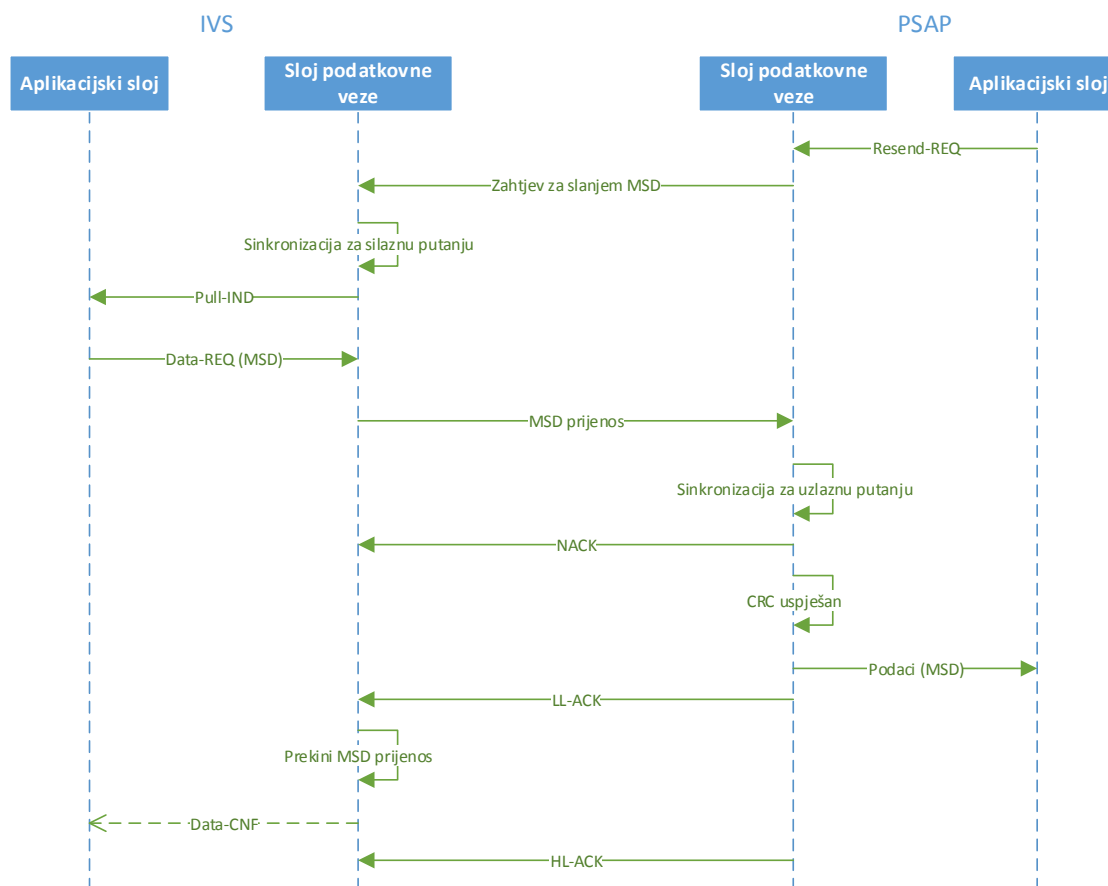 IVS
PSAP
Aplikacijski sloj
Sloj podatkovne
veze
Sloj podatkovne
veze
Aplikacijski sloj
Resend-REQ
Zahtjev za slanjem MSD
Sinkronizacija za silaznu putanju
Pull-IND
Data-REQ (MSD)
MSD prijenos
Sinkronizacija za uzlaznu putanju
NACK
CRC uspješan
Podaci (MSD)
LL-ACK
Prekini MSD prijenos
Data-CNF
HL-ACK